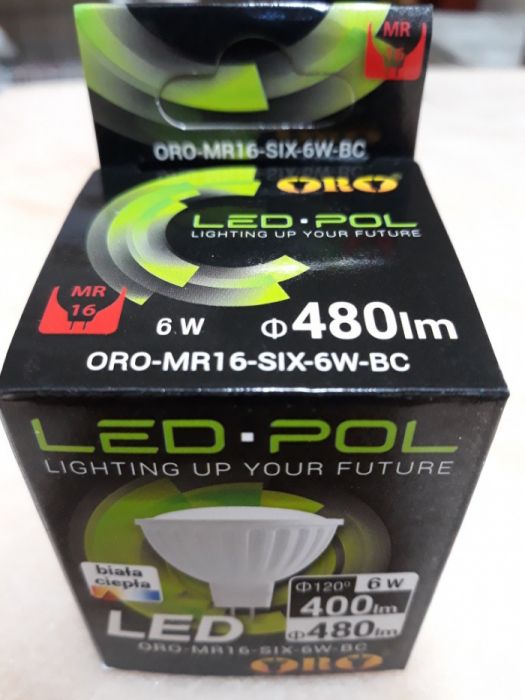 MR
16
ORO-MR16-SIX-6W-BC
ORO®
LED·POL
LIGHTING UP YOUR FUTURE
MR
16
6 W Φ480lm
ORO-MR16-SIX-6W-BC
LED·POL
LIGHTING UP YOUR FUTURE
biała
ciepła
Φ120° 6 W
400lm
Φ480lm
LED
ORO-MR16-SIX-6W-BC
ORO